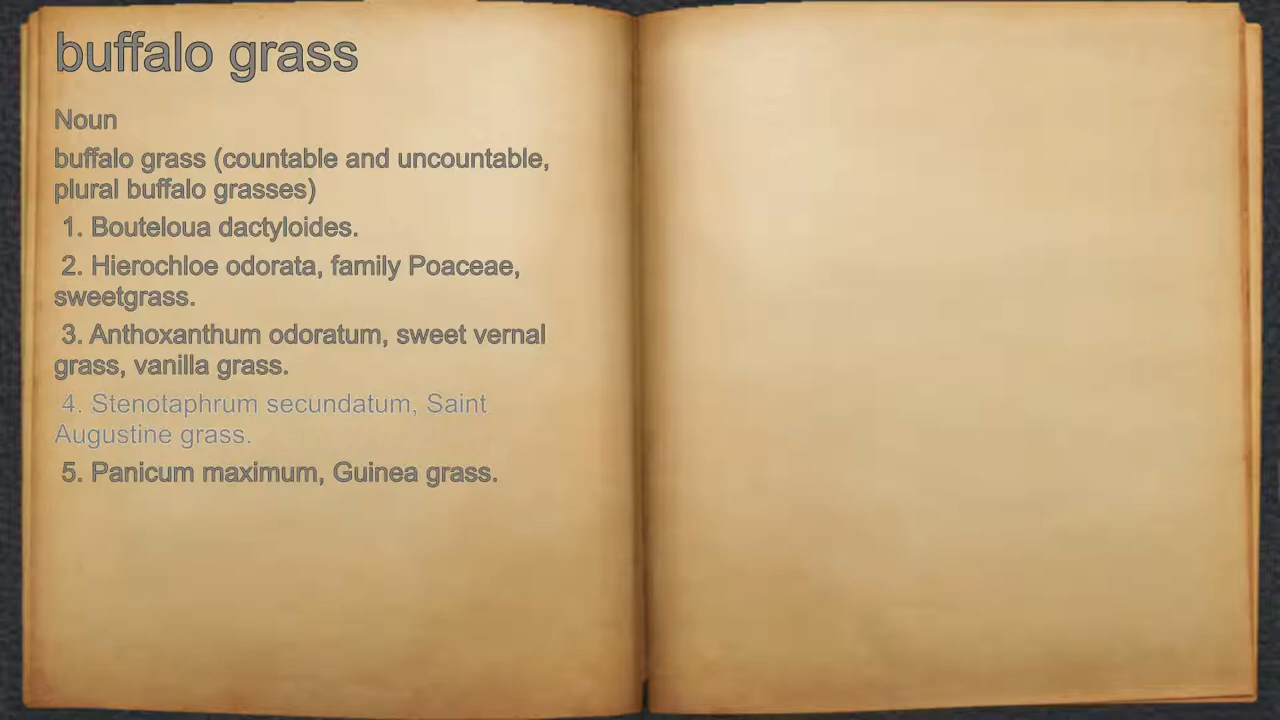 buffalo grass
Noun
buffalo grass (countable and uncountable,
plural buffalo grasses)
1. Bouteloua dactyloides.
2. Hierochloe odorata, family Poaceae,
sweetgrass.
3. Anthoxanthum odoratum, sweet vernal
grass, vanilla grass.
4. Stenotaphrum secundatum, Saint
Augustine grass.
5. Panicum maximum, Guinea grass.